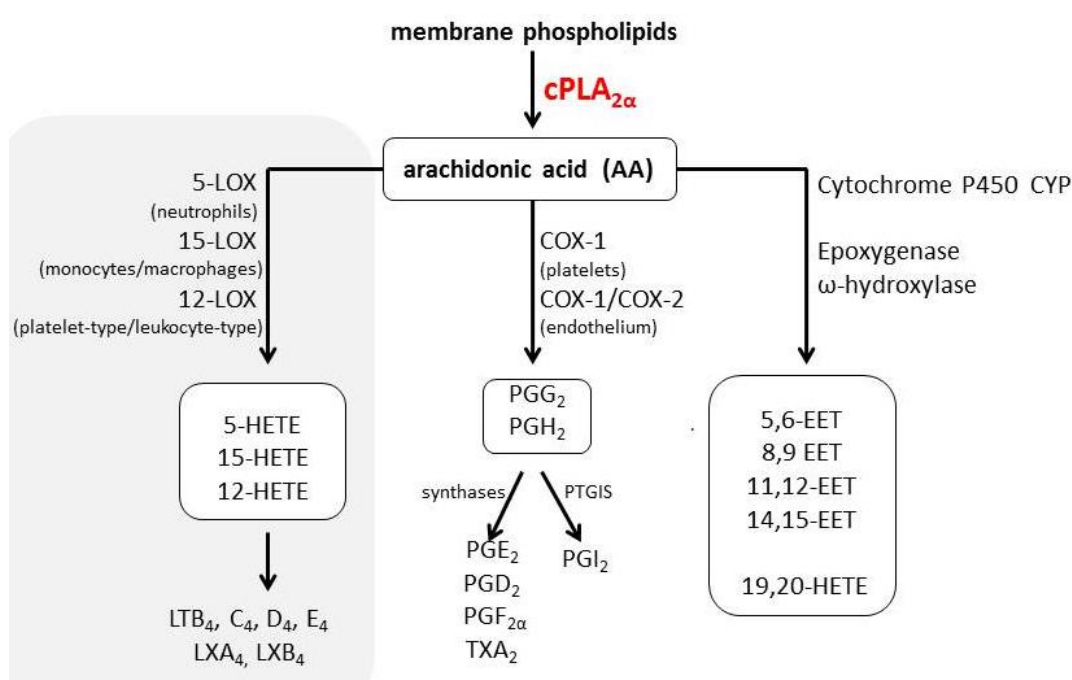 membrane phospholipids
cPLA₂α
arachidonic acid (AA)
5-LOX
(neutrophils)
15-LOX
(monocytes/macrophages)
12-LOX
(platelet-type/leukocyte-type)
COX-1
(platelets)
COX-1/COX-2
(endothelium)
Cytochrome P450 CYP
Epoxygenase
ω-hydroxylase
5-HETE
15-HETE
12-HETE
PGG₂
PGH₂
5,6-EET
8,9 EET
11,12-EET
14,15-EET
19,20-HETE
synthases
PTGIS
LTB₄, C₄, D₄, E₄
LXA₄, LXB₄
PGE₂
PGD₂
PGF₂α
TXA₂
PGI₂